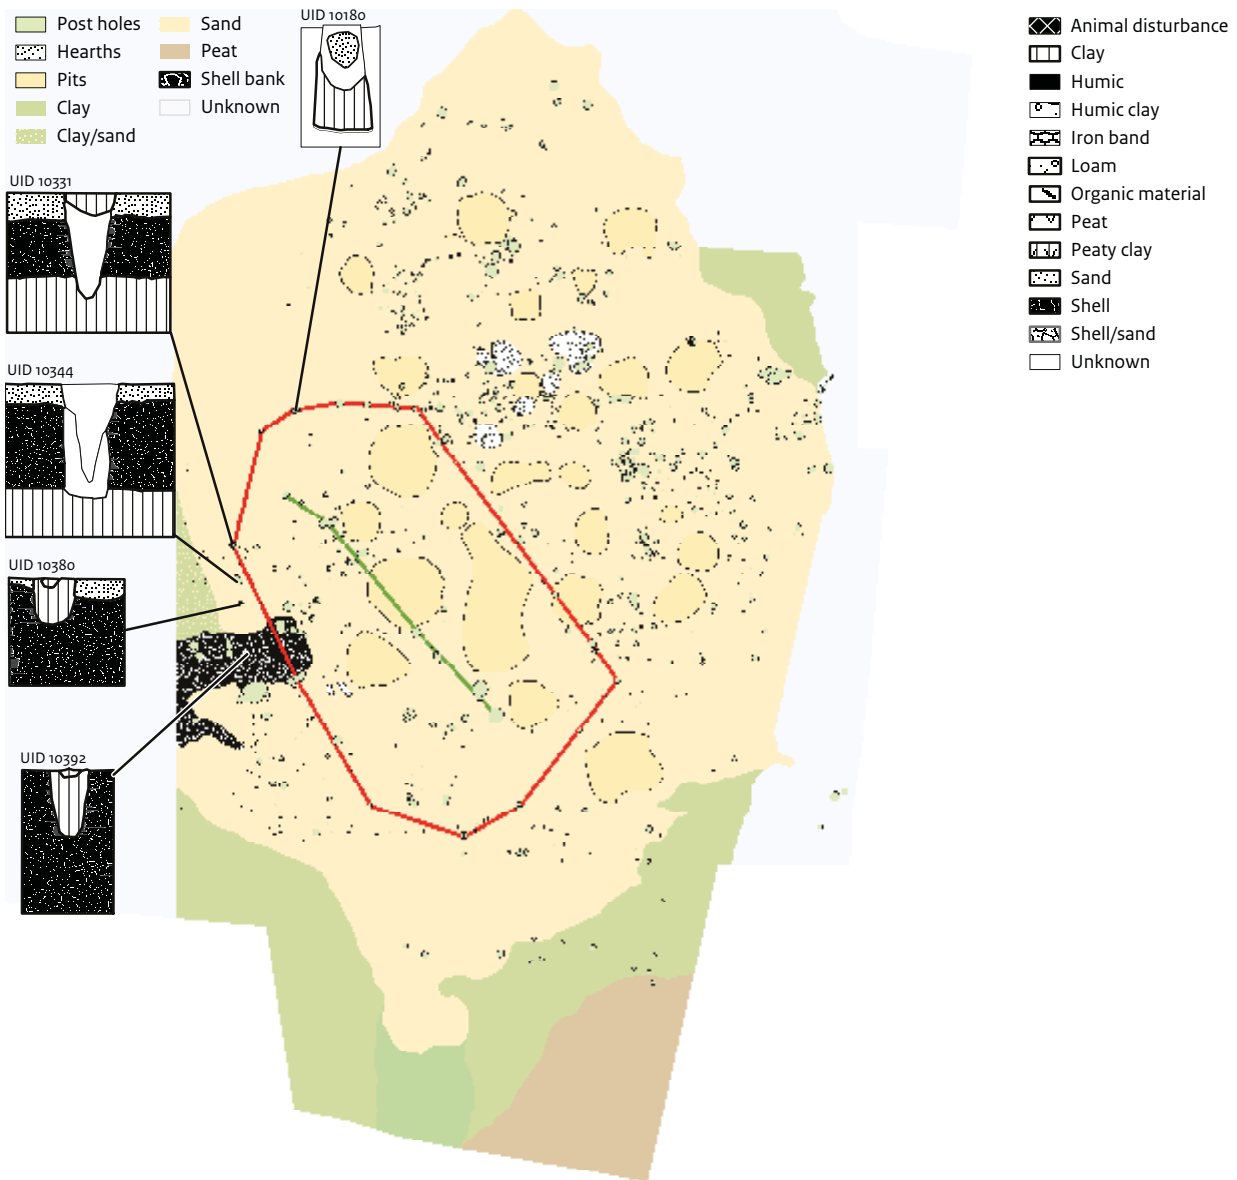 Post holes
Hearths
Pits
Clay
Clay/sand
Sand
Peat
Shell bank
Unknown
UID 10180
UID 10331
UID 10344
UID 10380
UID 10392
Animal disturbance
Clay
Humic
Humic clay
Iron band
Loam
Organic material
Peat
Peaty clay
Sand
Shell
Shell/sand
Unknown